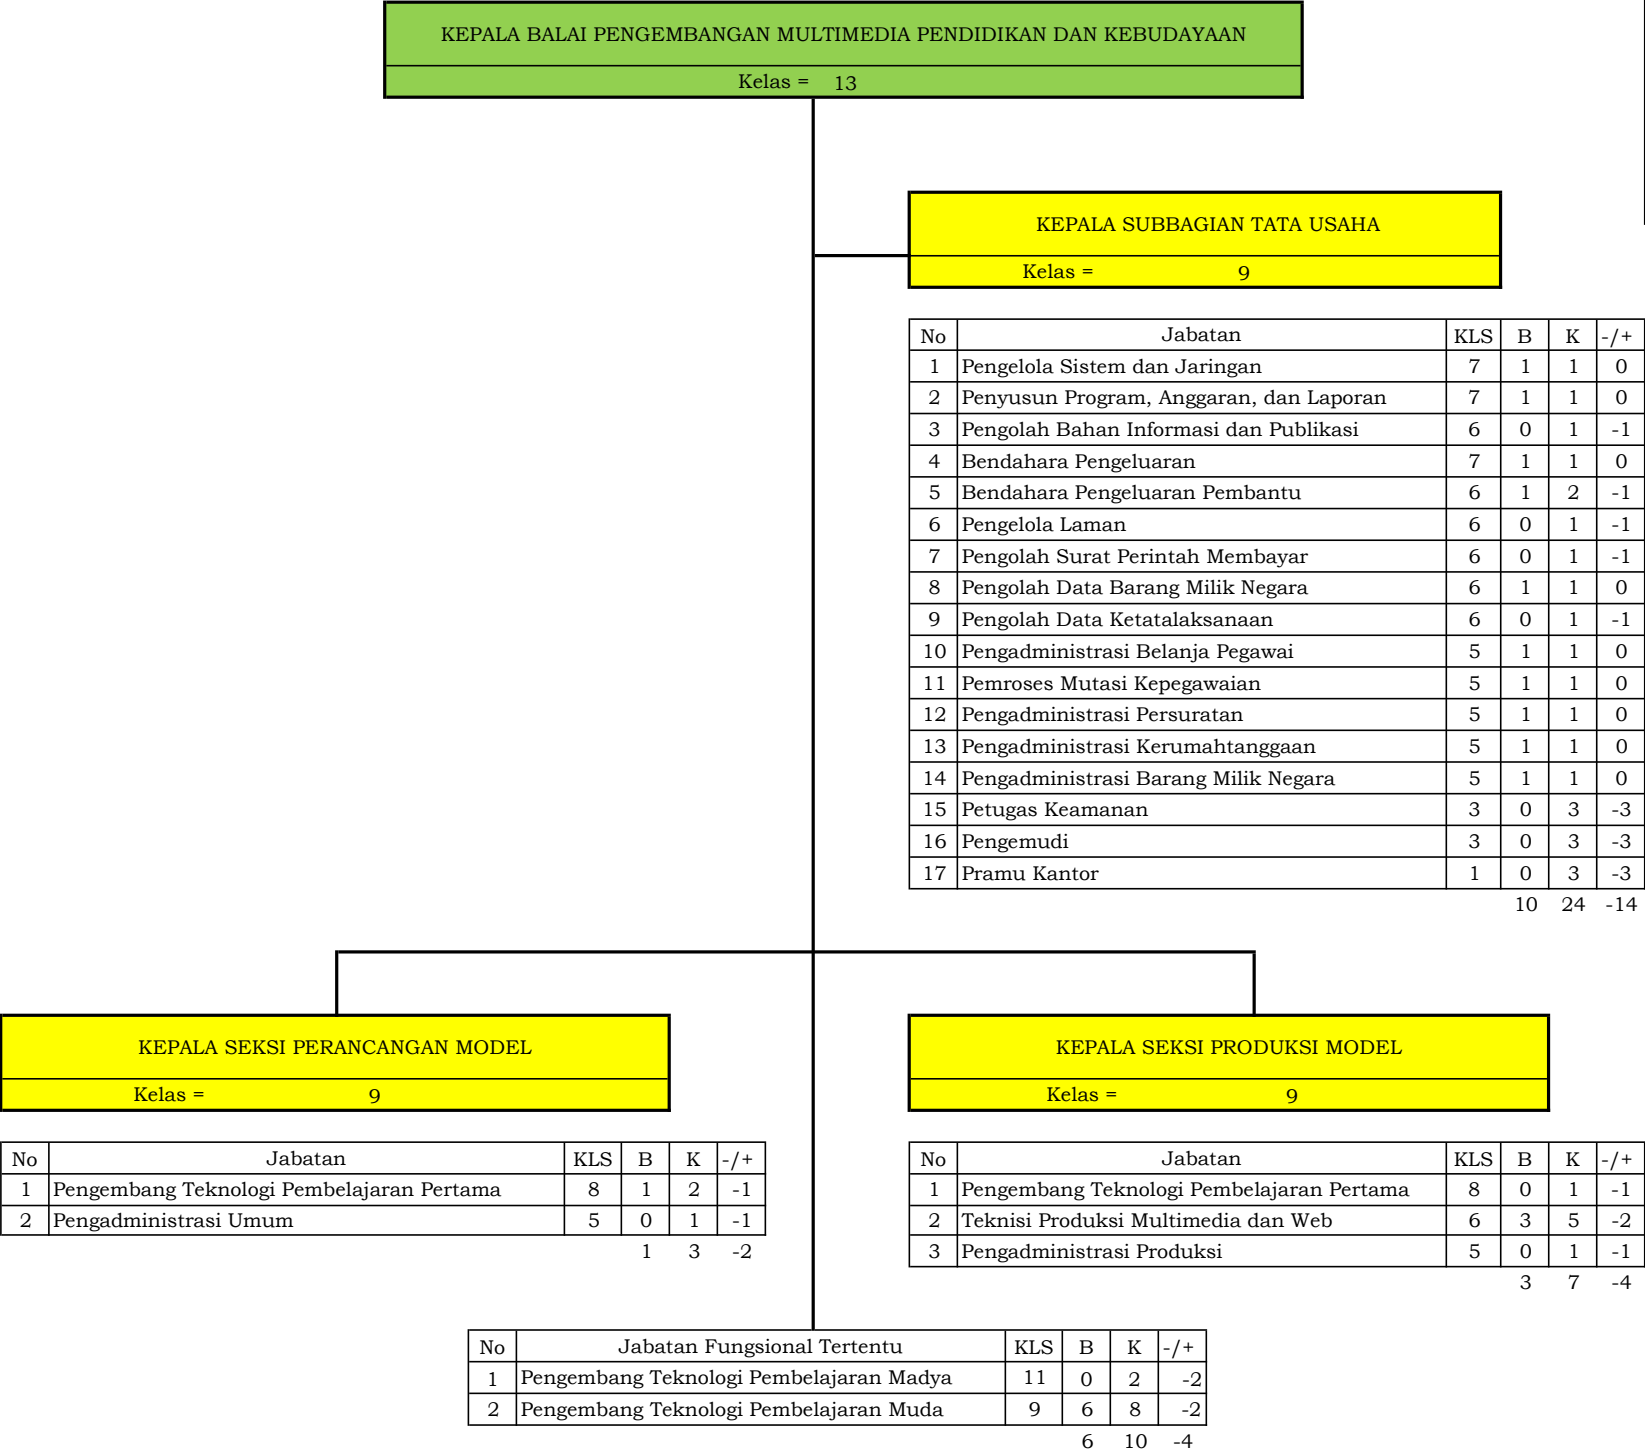 KEPALA BALAI PENGEMBANGAN MULTIMEDIA PENDIDIKAN DAN KEBUDAYAAN
Kelas = 13
KEPALA SUBBAGIAN TATA USAHA
Kelas = 9
No Jabatan KLS B K -/+
1 Pengelola Sistem dan Jaringan 7 1 1 0
2 Penyusun Program, Anggaran, dan Laporan 7 1 1 0
3 Pengolah Bahan Informasi dan Publikasi 6 0 1 -1
4 Bendahara Pengeluaran 7 1 1 0
5 Bendahara Pengeluaran Pembantu 6 1 2 -1
6 Pengelola Laman 6 0 1 -1
7 Pengolah Surat Perintah Membayar 6 0 1 -1
8 Pengolah Data Barang Milik Negara 6 1 1 0
9 Pengolah Data Ketatalaksanaan 6 0 1 -1
10 Pengadministrasi Belanja Pegawai 5 1 1 0
11 Pemroses Mutasi Kepegawaian 5 1 1 0
12 Pengadministrasi Persuratan 5 1 1 0
13 Pengadministrasi Kerumahtanggaan 5 1 1 0
14 Pengadministrasi Barang Milik Negara 5 1 1 0
15 Petugas Keamanan 3 0 3 -3
16 Pengemudi 3 0 3 -3
17 Pramu Kantor 1 0 3 -3
10 24 -14
KEPALA SEKSI PERANCANGAN MODEL
Kelas = 9
No Jabatan KLS B K -/+
1 Pengembang Teknologi Pembelajaran Pertama 8 1 2 -1
2 Pengadministrasi Umum 5 0 1 -1
1 3 -2
KEPALA SEKSI PRODUKSI MODEL
Kelas = 9
No Jabatan KLS B K -/+
1 Pengembang Teknologi Pembelajaran Pertama 8 0 1 -1
2 Teknisi Produksi Multimedia dan Web 6 3 5 -2
3 Pengadministrasi Produksi 5 0 1 -1
3 7 -4
No Jabatan Fungsional Tertentu KLS B K -/+
1 Pengembang Teknologi Pembelajaran Madya 11 0 2 -2
2 Pengembang Teknologi Pembelajaran Muda 9 6 8 -2
6 10 -4